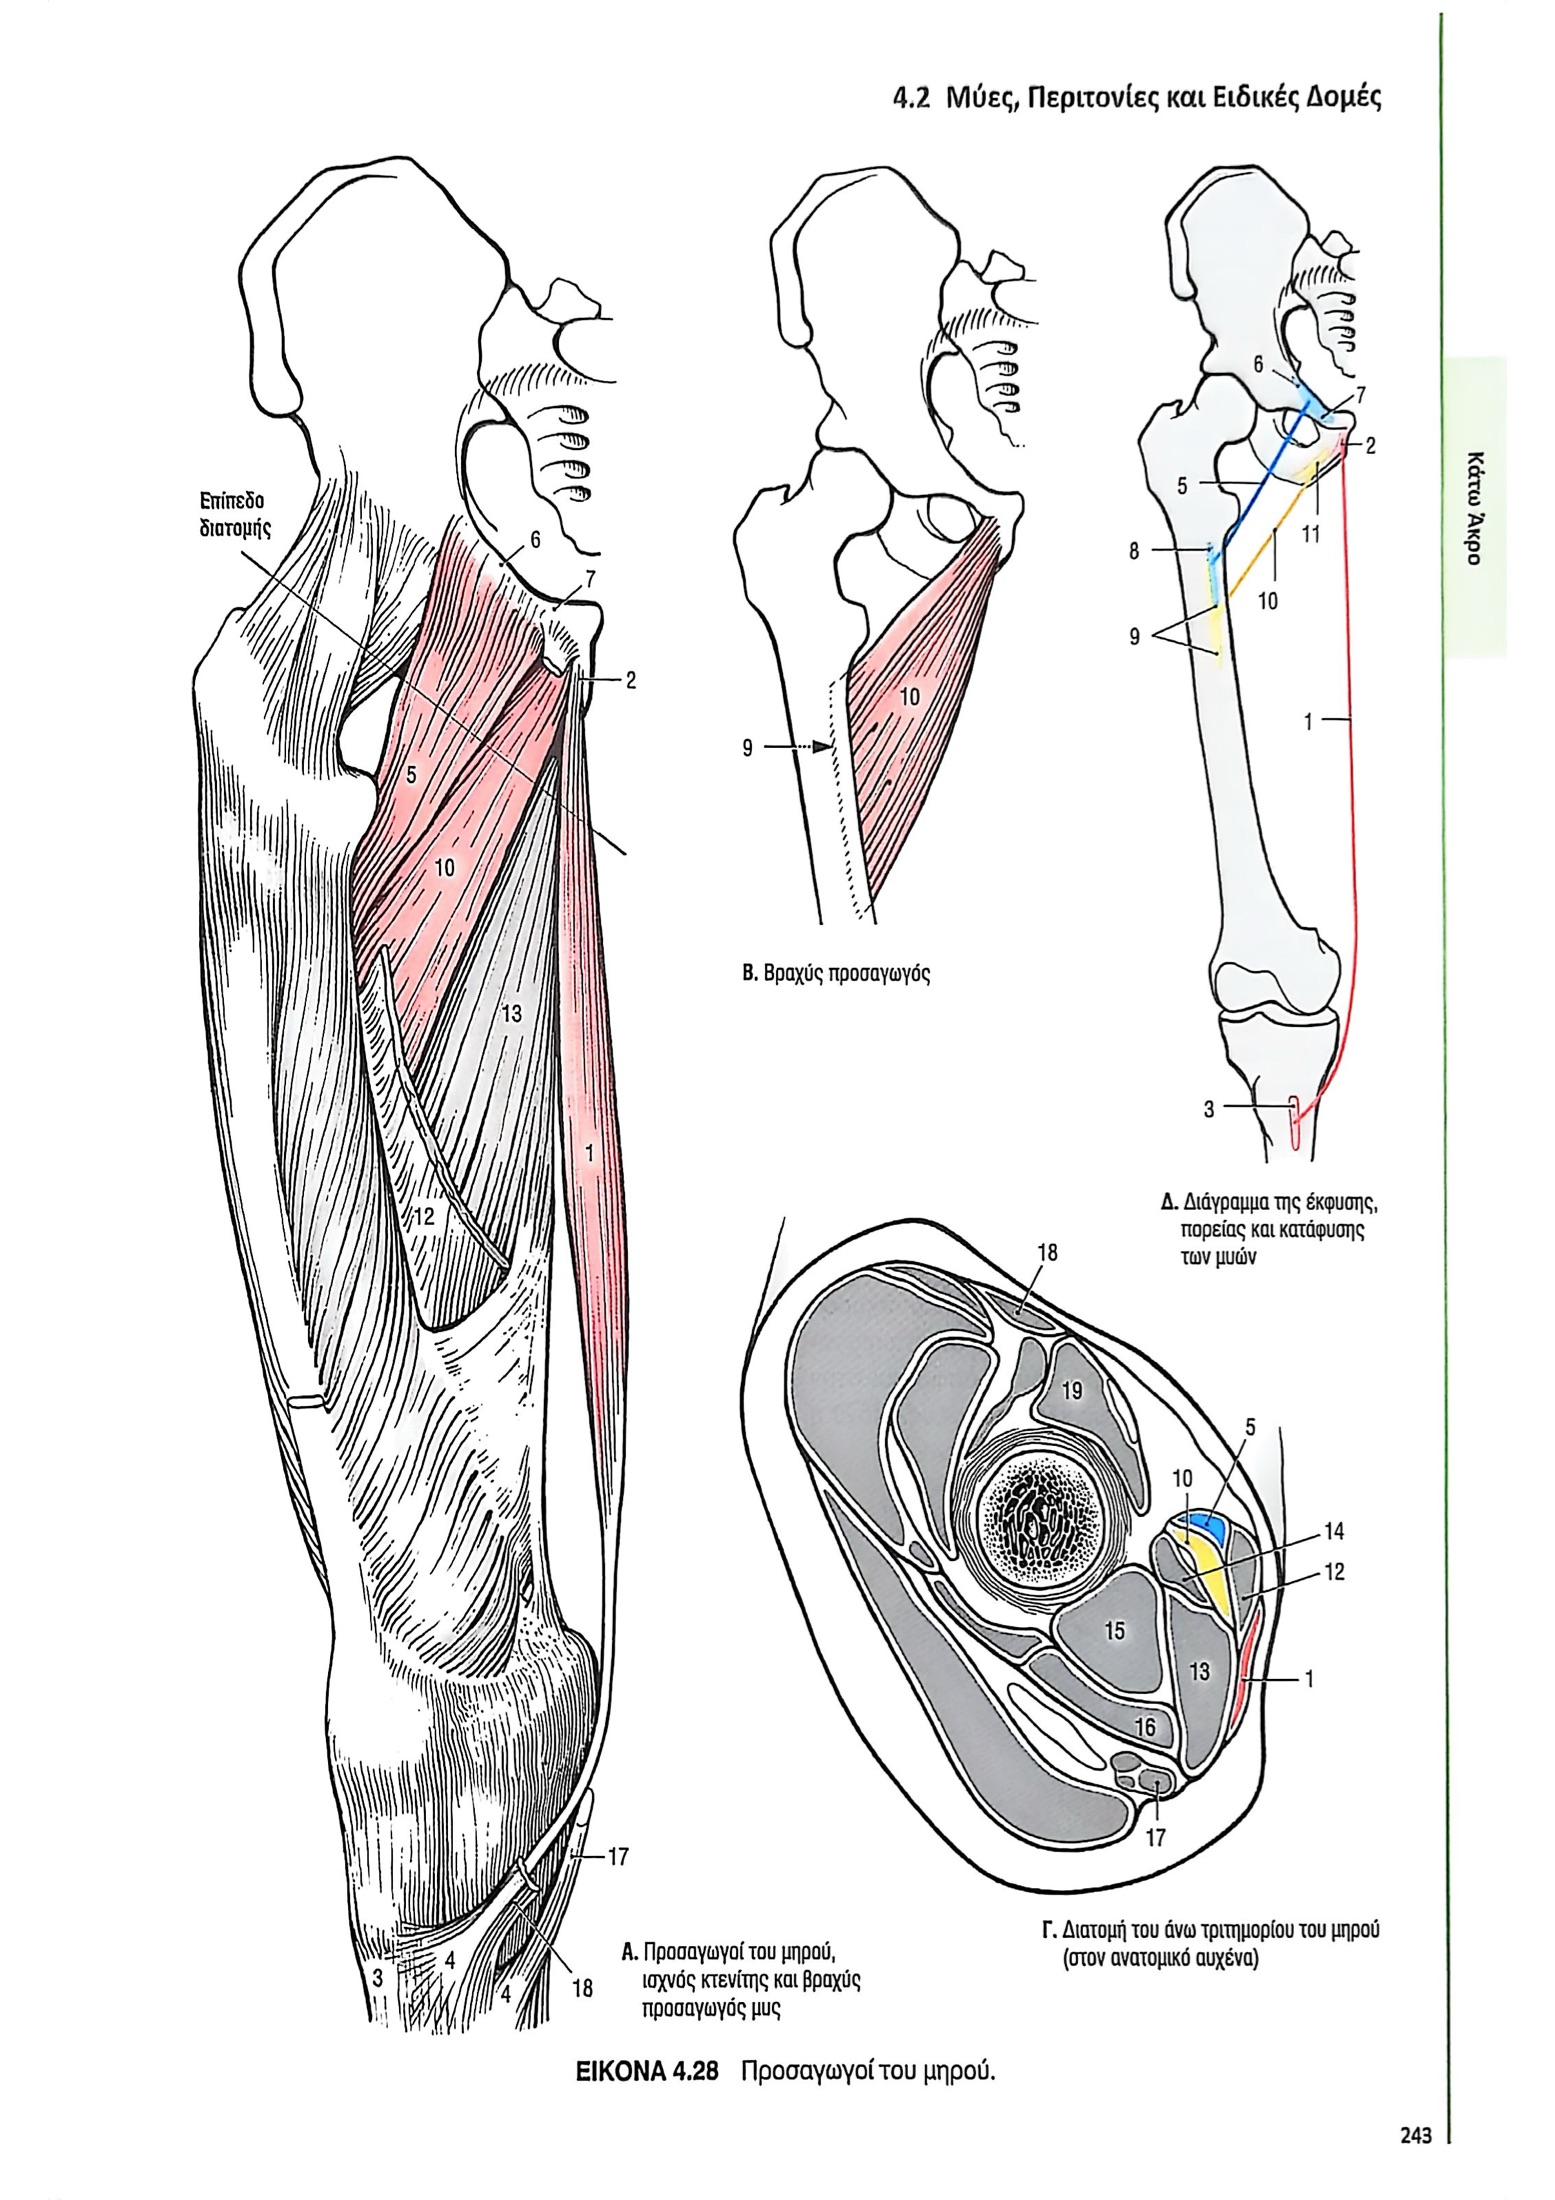 4.2 Μύες, Περιτονίες και Ειδικές Δομές
Κάτω Άκρο
Επίπεδο
διατομής
6
7
2
5
10
13
1
12
17
18
3
4
4
Α. Προσαγωγοί του μηρού,
ισχνός κτενίτης και βραχύς
προσαγωγός μυς
10
9
Β. Βραχύς προσαγωγός
6
7
2
5
11
8
10
9
1
3
Δ. Διάγραμμα της έκφυσης,
πορείας και κατάφυσης
των μυών
18
19
5
10
14
12
15
13
1
16
17
Γ. Διατομή του άνω τριτημορίου του μηρού
(στον ανατομικό αυχένα)
ΕΙΚΟΝΑ 4.28 Προσαγωγοί του μηρού.
243